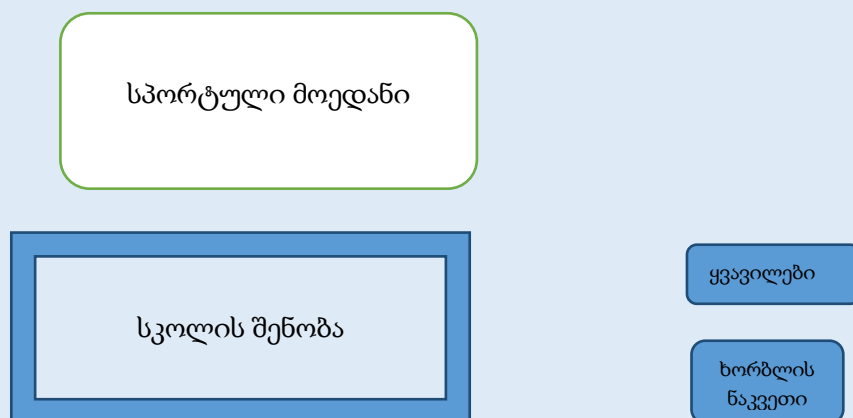 სპორტული მოედანი
ყვავილები
სკოლის შენობა
ხორბლის
ნაკვეთი